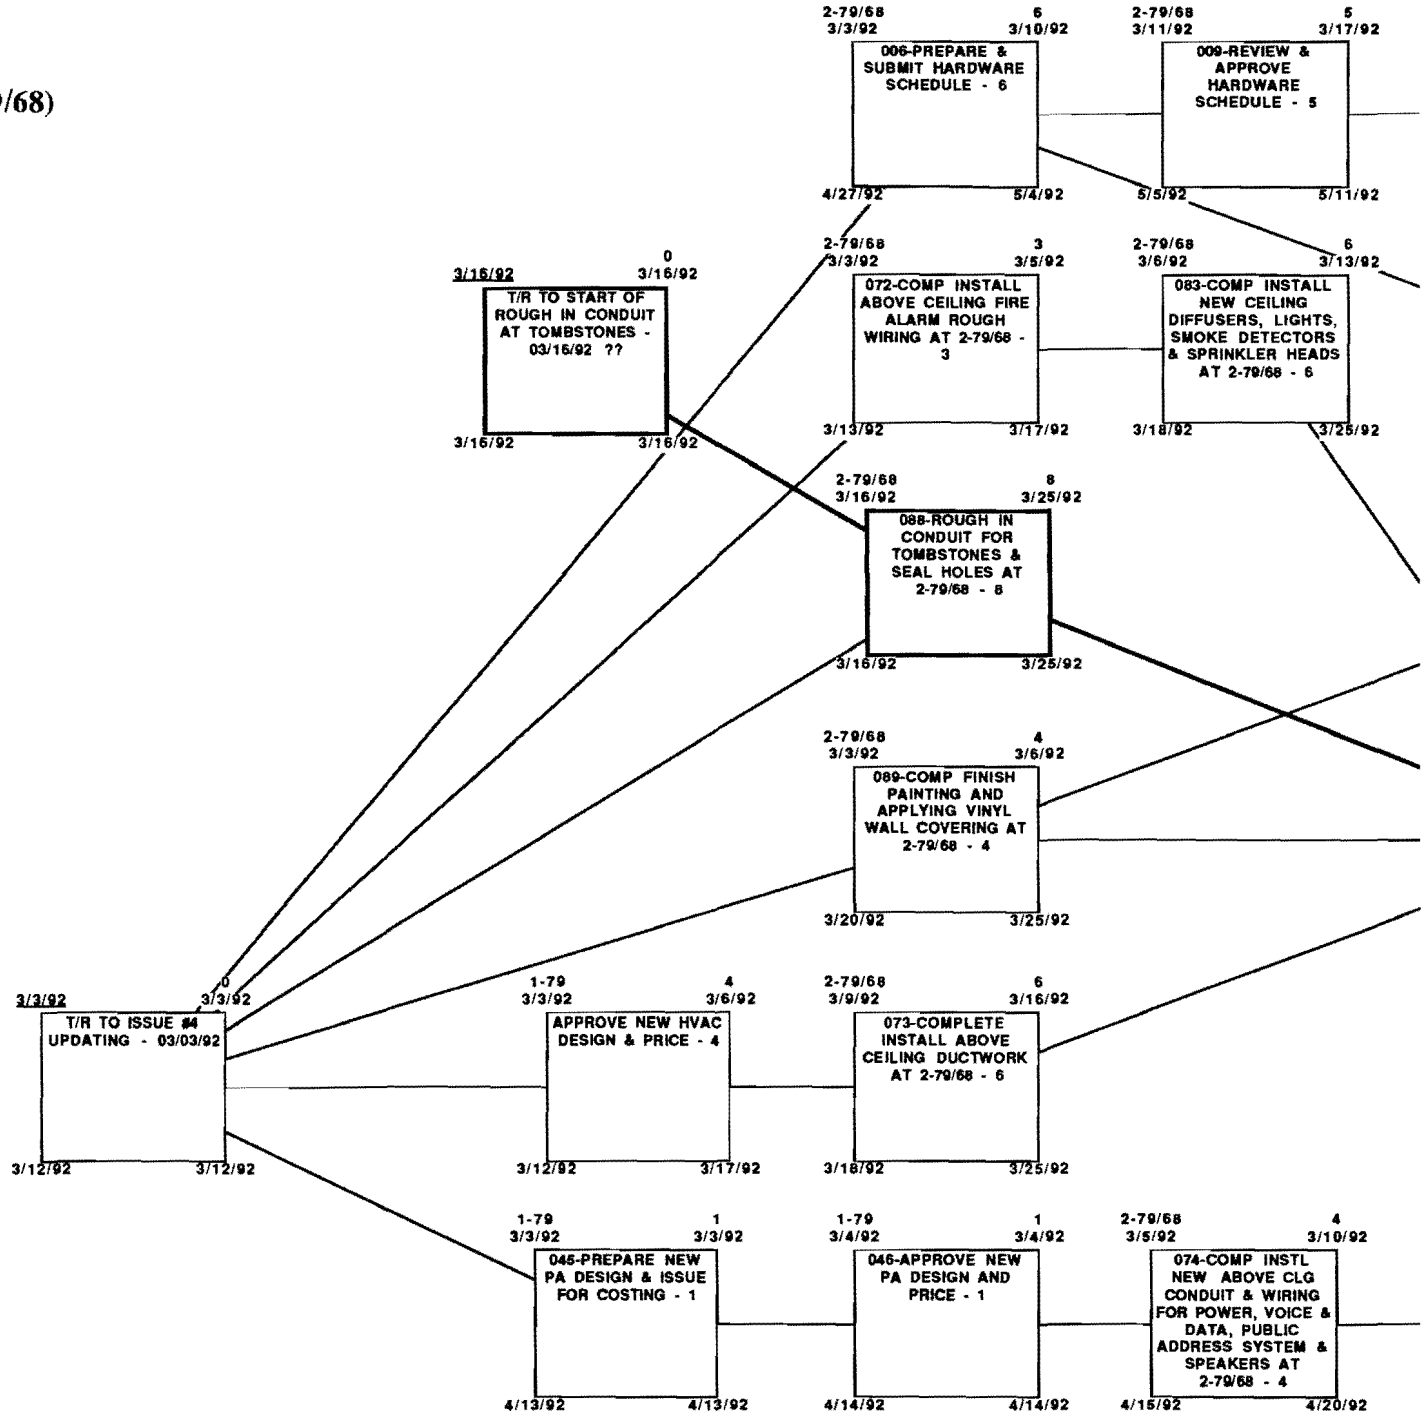 2-79/68 6
3/3/92 3/10/92
006-PREPARE &
SUBMIT HARDWARE
SCHEDULE - 6
4/27/92 5/4/92
2-79/68 5
3/11/92 3/17/92
009-REVIEW &
APPROVE
HARDWARE
SCHEDULE - 5
5/5/92 5/11/92
/68)
0
3/16/92 3/16/92
T/R TO START OF
ROUGH IN CONDUIT
AT TOMBSTONES -
03/16/92 ??
3/16/92 3/16/92
2-79/68 3
3/3/92 3/5/92
072-COMP INSTALL
ABOVE CEILING FIRE
ALARM ROUGH
WIRING AT 2-79/68 -
3
3/13/92 3/17/92
2-79/68 6
3/6/92 3/13/92
083-COMP INSTALL
NEW CEILING
DIFFUSERS, LIGHTS,
SMOKE DETECTORS
& SPRINKLER HEADS
AT 2-79/68 - 6
3/18/92 3/25/92
2-79/68 8
3/16/92 3/25/92
088-ROUGH IN
CONDUIT FOR
TOMBSTONES &
SEAL HOLES AT
2-79/68 - 8
3/16/92 3/25/92
2-79/68 4
3/3/92 3/6/92
089-COMP FINISH
PAINTING AND
APPLYING VINYL
WALL COVERING AT
2-79/68 - 4
3/20/92 3/25/92
0
3/3/92 3/3/92
T/R TO ISSUE #4
UPDATING - 03/03/92
3/12/92 3/12/92
1-79 4
3/3/92 3/6/92
APPROVE NEW HVAC
DESIGN & PRICE - 4
3/12/92 3/17/92
2-79/68 6
3/9/92 3/16/92
073-COMPLETE
INSTALL ABOVE
CEILING DUCTWORK
AT 2-79/68 - 6
3/18/92 3/25/92
1-79 1
3/3/92 3/3/92
045-PREPARE NEW
PA DESIGN & ISSUE
FOR COSTING - 1
4/13/92 4/13/92
1-79 1
3/4/92 3/4/92
046-APPROVE NEW
PA DESIGN AND
PRICE - 1
4/14/92 4/14/92
2-79/68 4
3/5/92 3/10/92
074-COMP INSTL
NEW ABOVE CLG
CONDUIT & WIRING
FOR POWER, VOICE &
DATA, PUBLIC
ADDRESS SYSTEM &
SPEAKERS AT
2-79/68 - 4
4/15/92 4/20/92